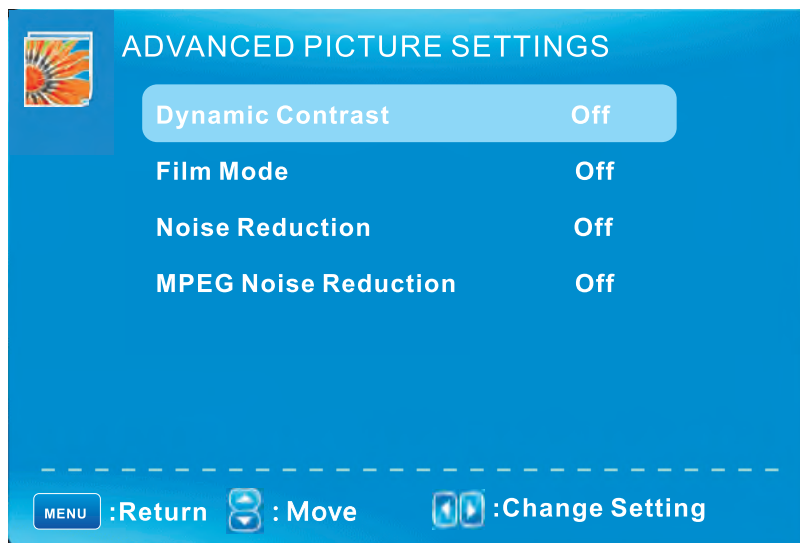 ADVANCED PICTURE SETTINGS
Dynamic Contrast Off
Film Mode Off
Noise Reduction Off
MPEG Noise Reduction Off
MENU :Return : Move :Change Setting